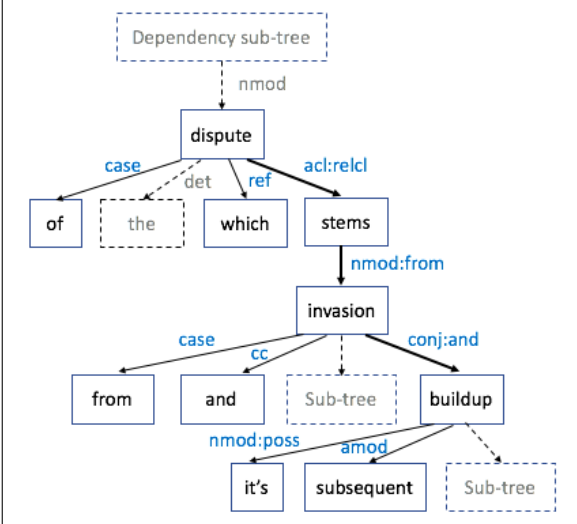 Dependency sub-tree
nmod
dispute
case
det
ref
acl:relcl
of
the
which
stems
nmod:from
invasion
case
cc
conj:and
from
and
Sub-tree
buildup
nmod:poss
amod
it's
subsequent
Sub-tree